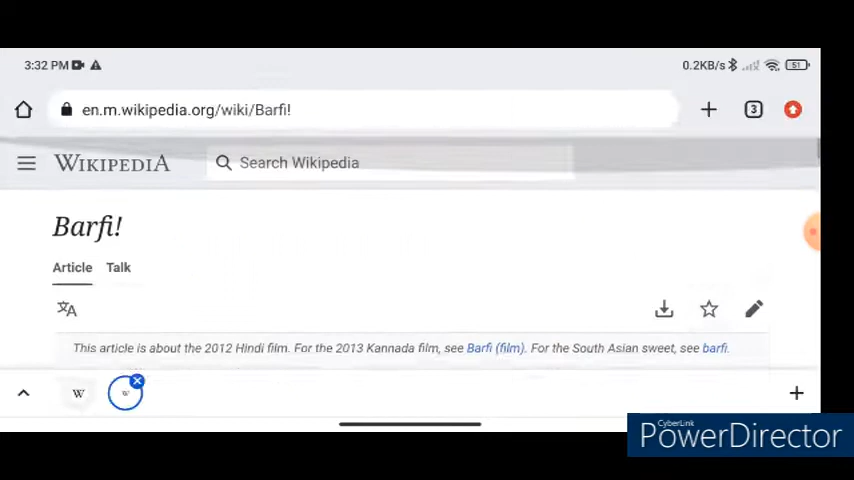 3:32 PM
0.2KB/s
51
en.m.wikipedia.org/wiki/Barfi!
3
WIKIPEDIA
Search Wikipedia
Barfi!
Article Talk
This article is about the 2012 Hindi film. For the 2013 Kannada film, see Barfi (film). For the South Asian sweet, see barfi.
W
W
CyberLink
PowerDirector